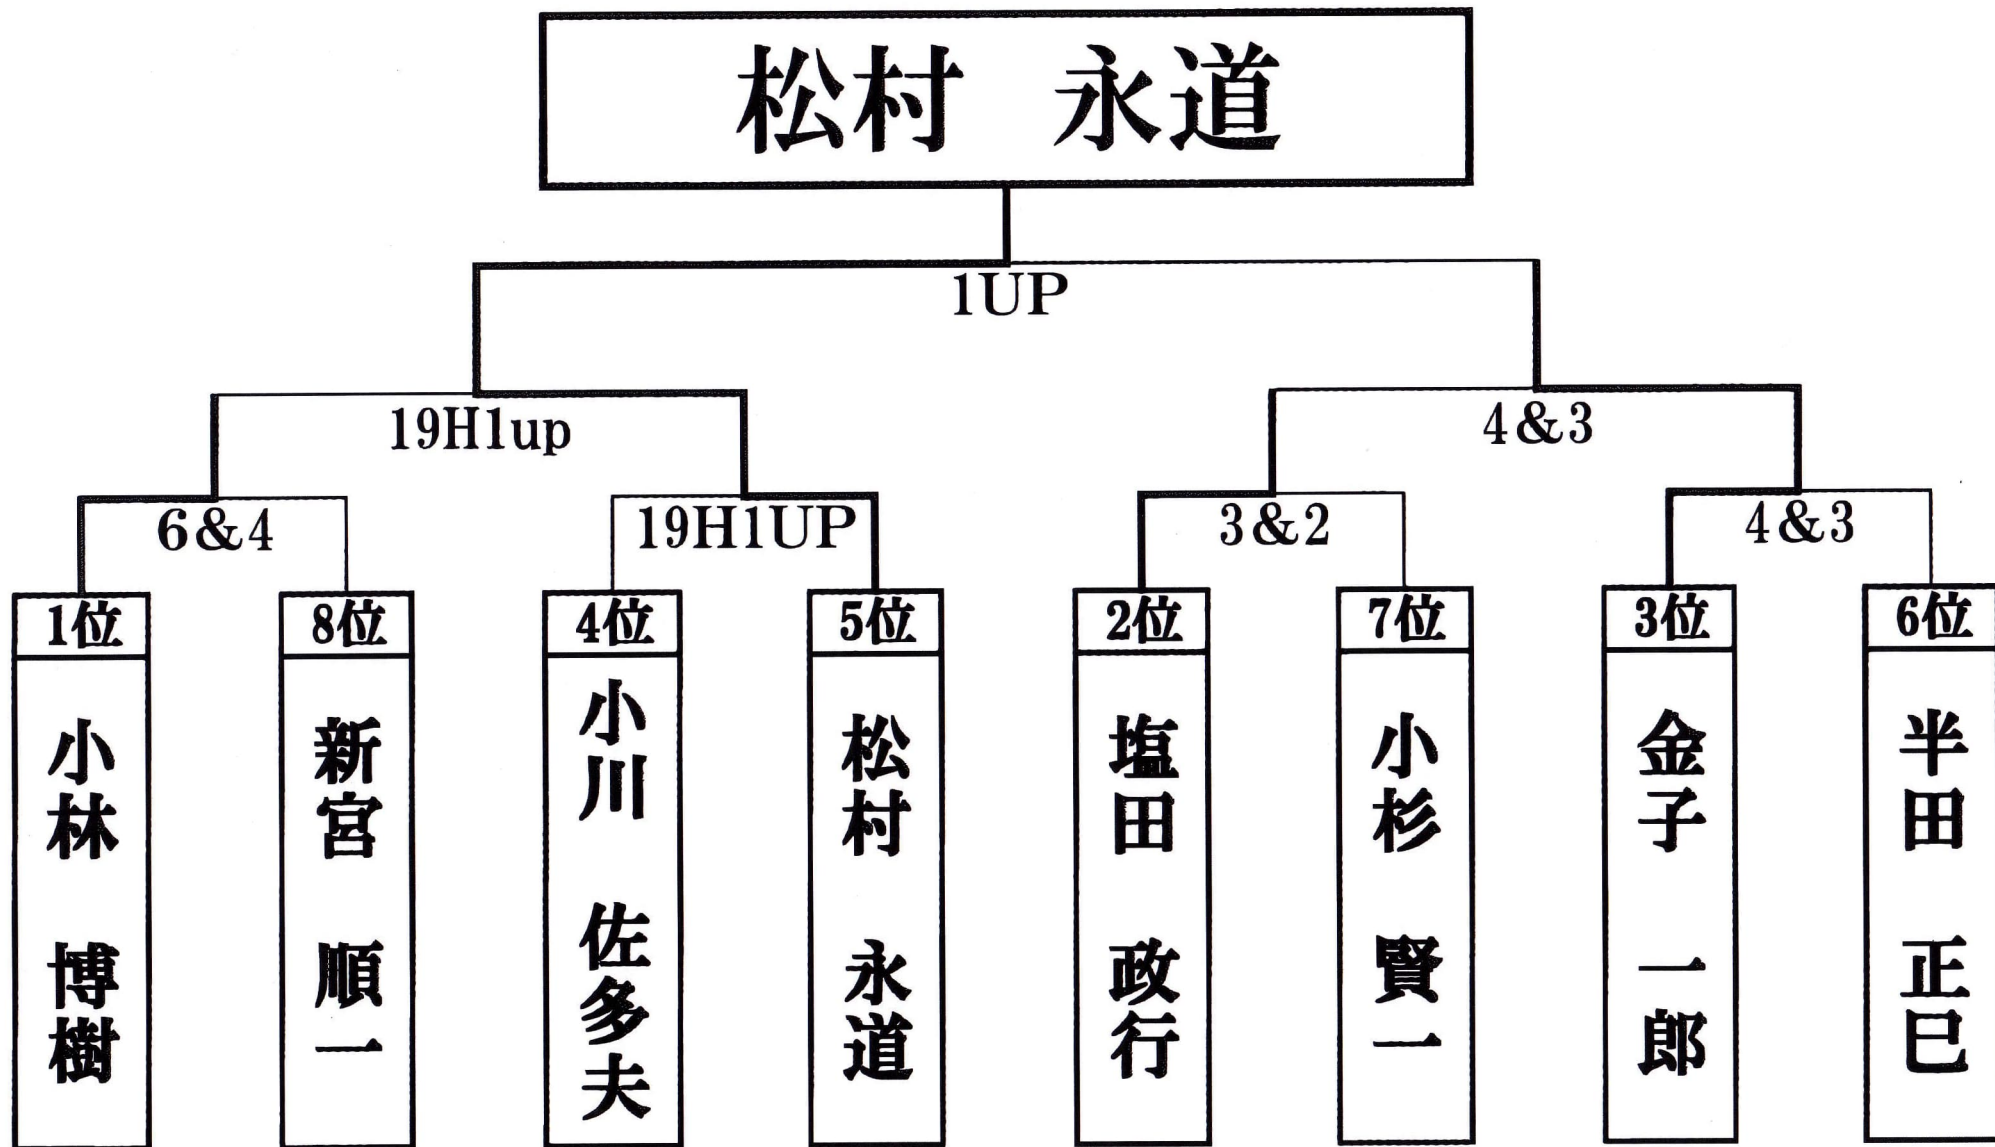 松村　永道
1UP
19H1up
4&3
6&4
19H1UP
3&2
4&3
1位
8位
4位
5位
2位
7位
3位
6位
小林　博樹
新宮　順一
小川　佐多夫
松村　永道
塩田　政行
小杉　賢一
金子　一郎
半田　正巳